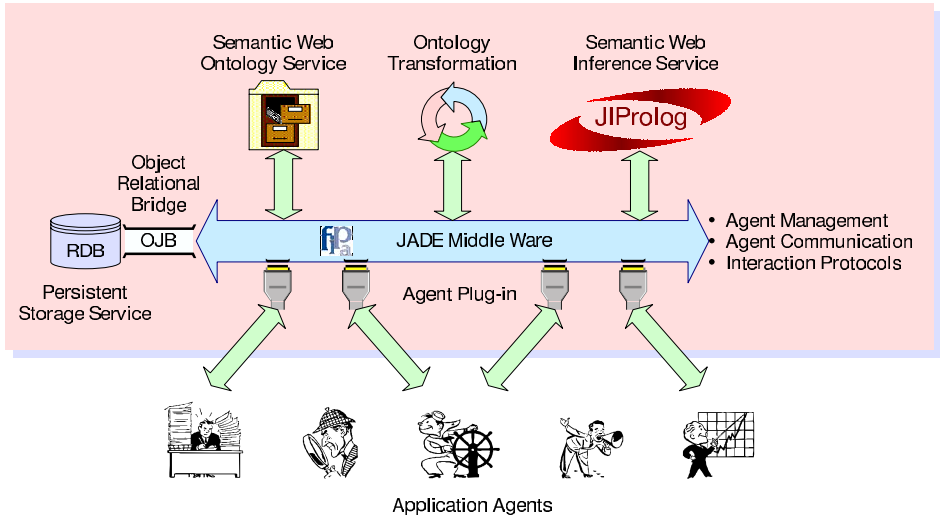 Semantic Web
Ontology Service
Ontology
Transformation
Semantic Web
Inference Service
JIProlog
Object
Relational
Bridge
RDB
OJB
fipa
JADE Middle Ware
• Agent Management
• Agent Communication
• Interaction Protocols
Persistent
Storage Service
Agent Plug-in
Application Agents